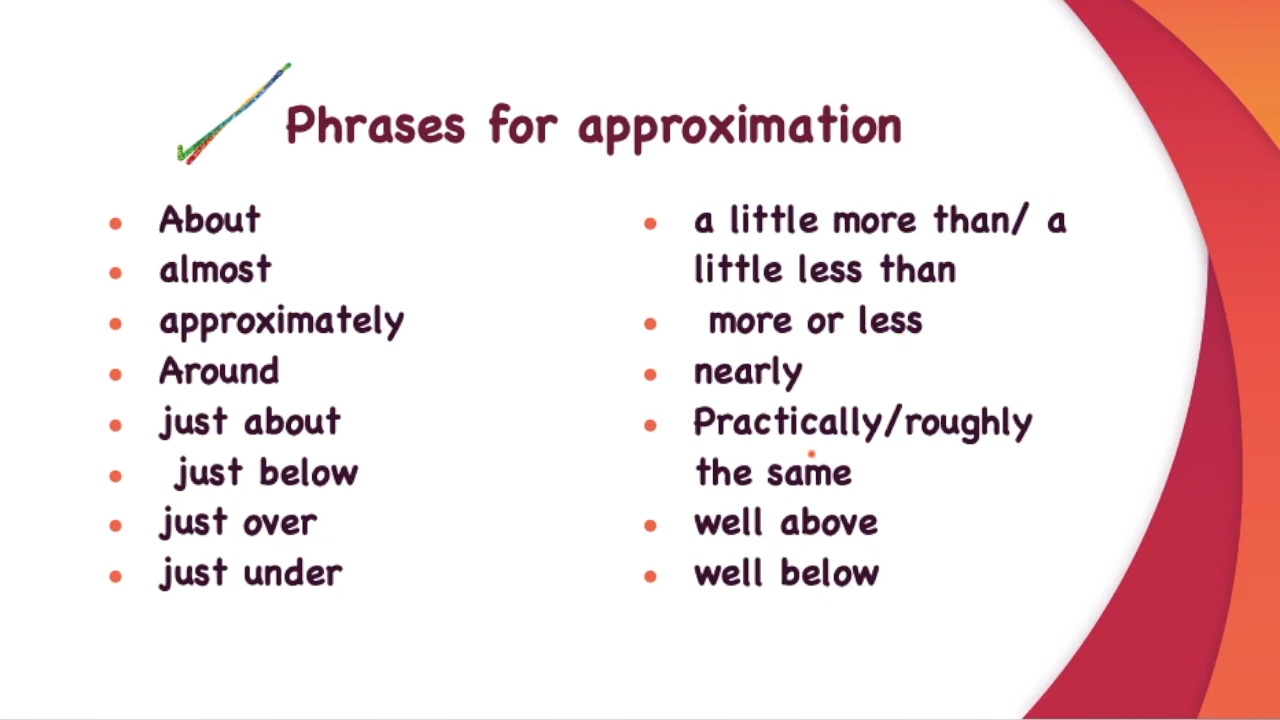 Phrases for approximation
About
almost
approximately
Around
just about
just below
just over
just under
a little more than/ a
little less than
more or less
nearly
Practically/roughly
the same
well above
well below